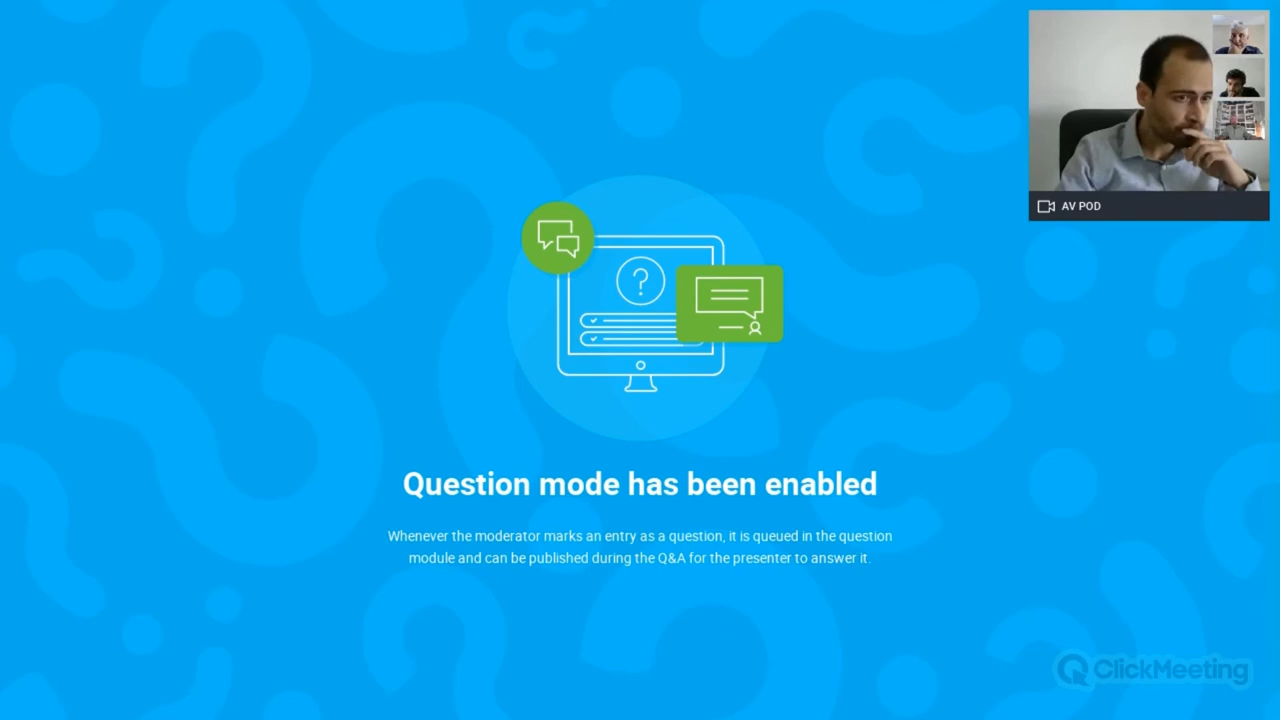 AV POD
?
Question mode has been enabled
Whenever the moderator marks an entry as a question, it is queued in the question
module and can be published during the Q&A for the presenter to answer it.
ClickMeeting